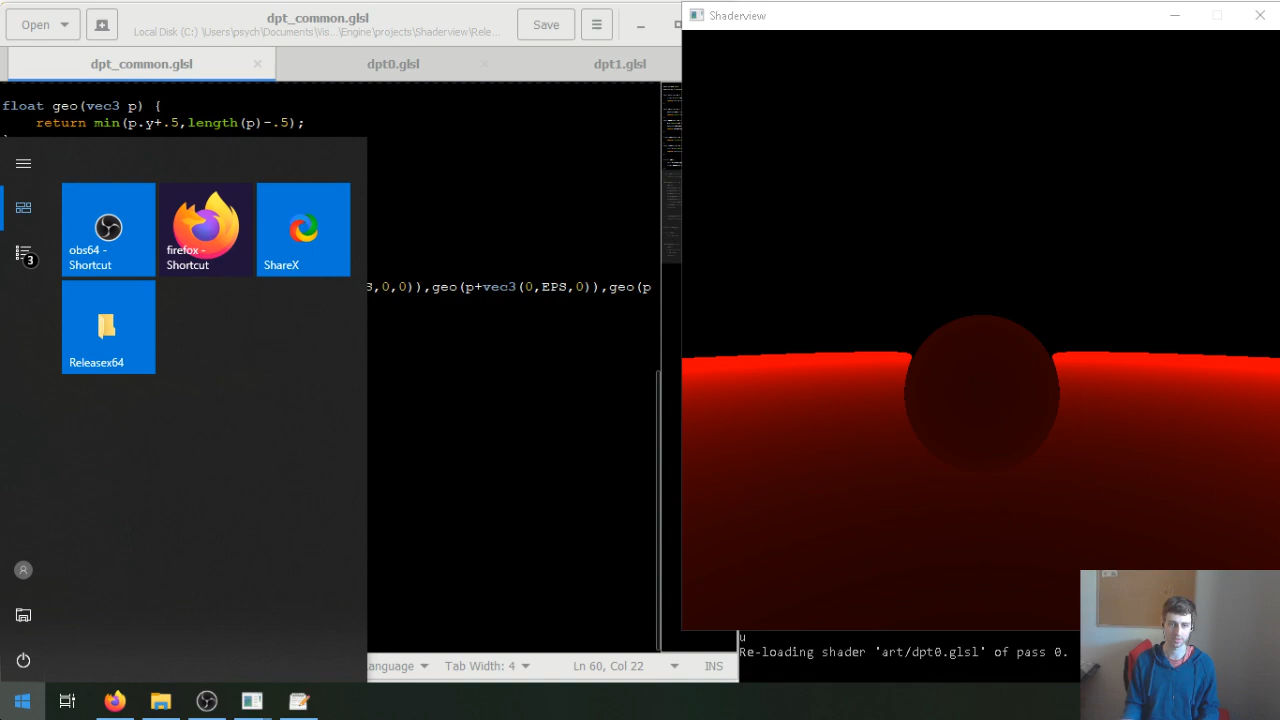 Open
dpt_common.glsl
Local Disk (C:) \Users\psych\Documents\Vis...\Engine\projects\Shaderview/Rele...
Save
Shaderview
dpt_common.glsl
dpt0.glsl
dpt1.glsl
float geo(vec3 p) {
return min(p.y+.5,length(p)-.5);
obs64 -
Shortcut
firefox -
Shortcut
ShareX
3
S,0,0)),geo(p+vec3(0,EPS,0)),geo(p
Releasex64
u
Re-loading shader 'art/dpt0.glsl' of pass 0.
anguage
Tab Width: 4
Ln 60, Col 22
INS